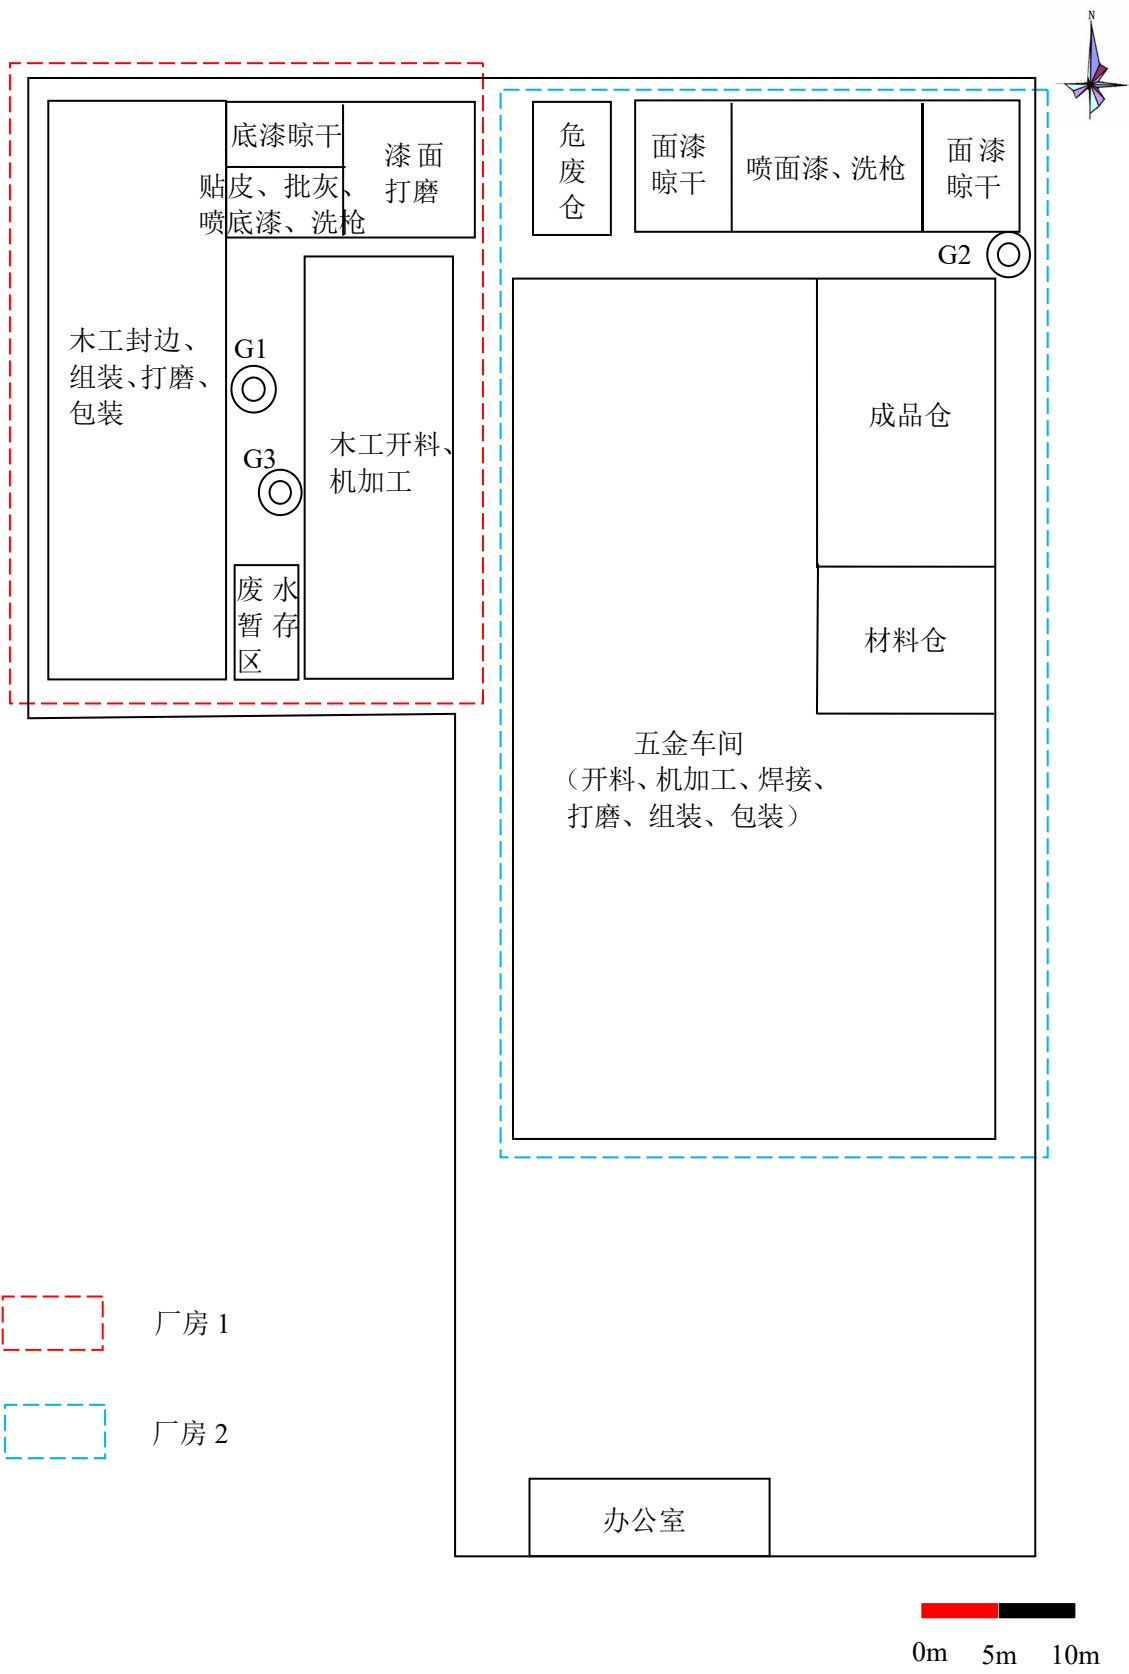 N
底漆晾干
漆面
打磨
贴皮、批灰、
喷底漆、洗枪
危
废
仓
面漆
晾干
喷面漆、洗枪
面漆
晾干
G2
木工封边、
组装、打磨、
包装
G1
G3
木工开料、
机加工
废水
暂存
区
成品仓
材料仓
五金车间
（开料、机加工、焊接、
打磨、组装、包装）
厂房 1
厂房 2
办公室
0m 5m 10m